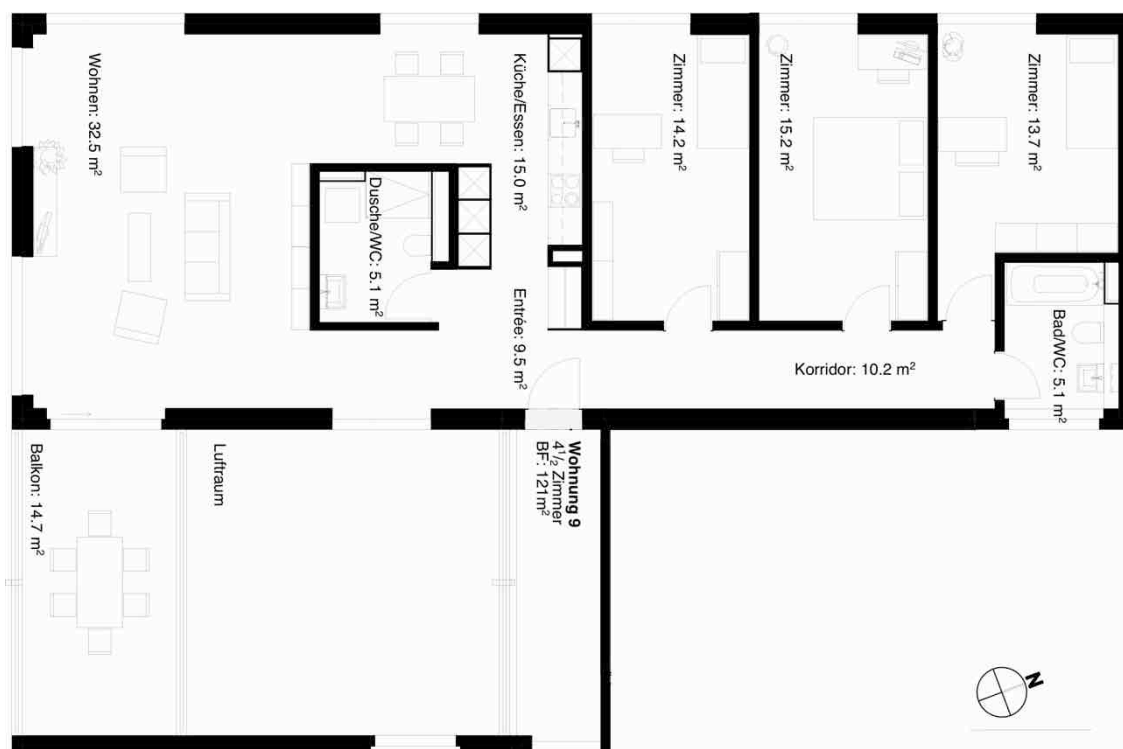 Wohnen: 32.5 m²
Küche/Essen: 15.0 m²
Zimmer: 14.2 m²
Zimmer: 15.2 m²
Zimmer: 13.7 m²
Dusche/WC: 5.1 m²
Entrée: 9.5 m²
Korridor: 10.2 m²
Bad/WC: 5.1 m²
Balkon: 14.7 m²
Luftraum
Wohnung 9
4½ Zimmer
BF: 121m²
N